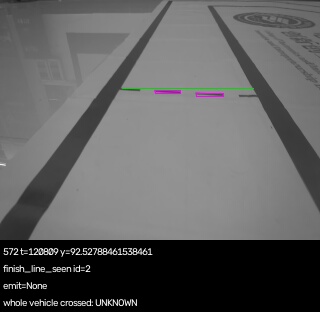 572 t=120809 y=92.52788461538461
finish_line_seen id=2
emit=None
whole vehicle crossed: UNKNOWN